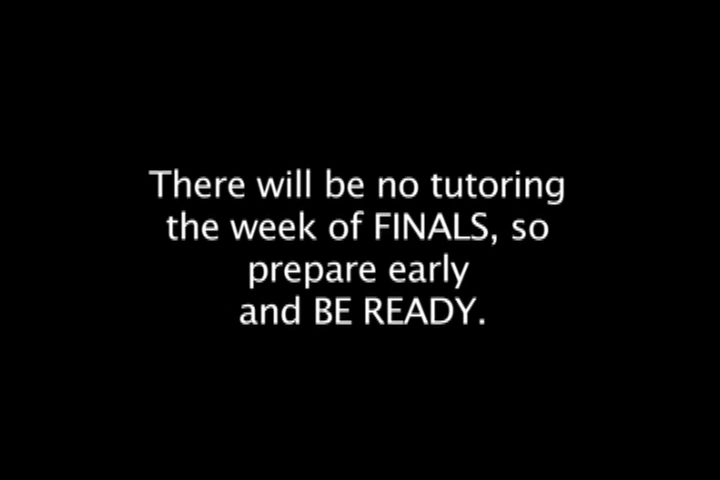 There will be no tutoring
the week of FINALS, so
prepare early
and BE READY.